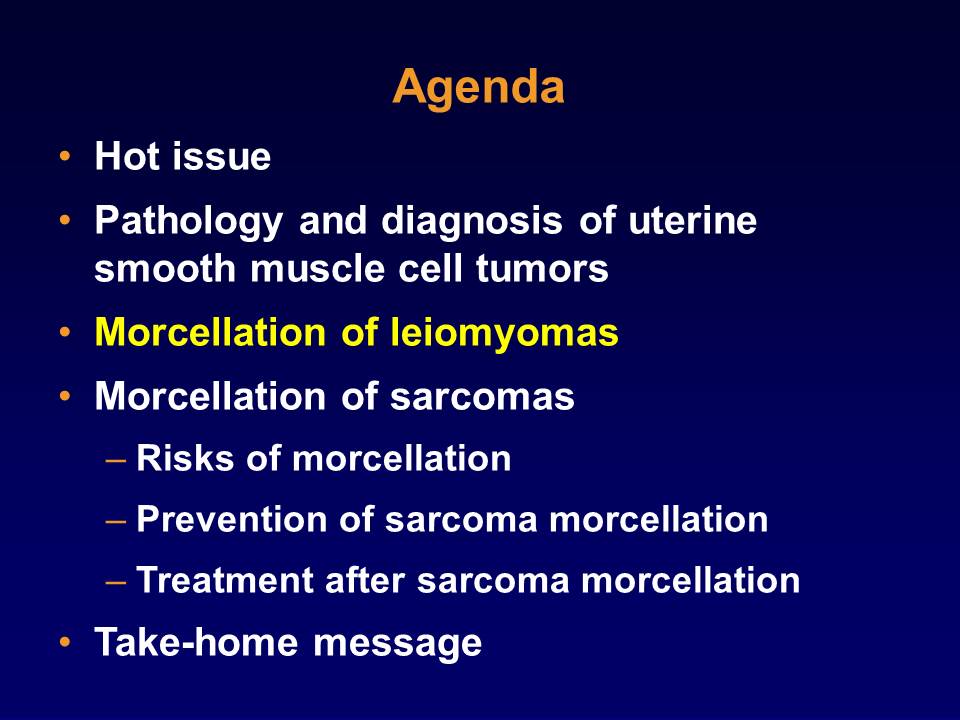 Agenda
• Hot issue
• Pathology and diagnosis of uterine
smooth muscle cell tumors
• Morcellation of leiomyomas
• Morcellation of sarcomas
– Risks of morcellation
– Prevention of sarcoma morcellation
– Treatment after sarcoma morcellation
• Take-home message